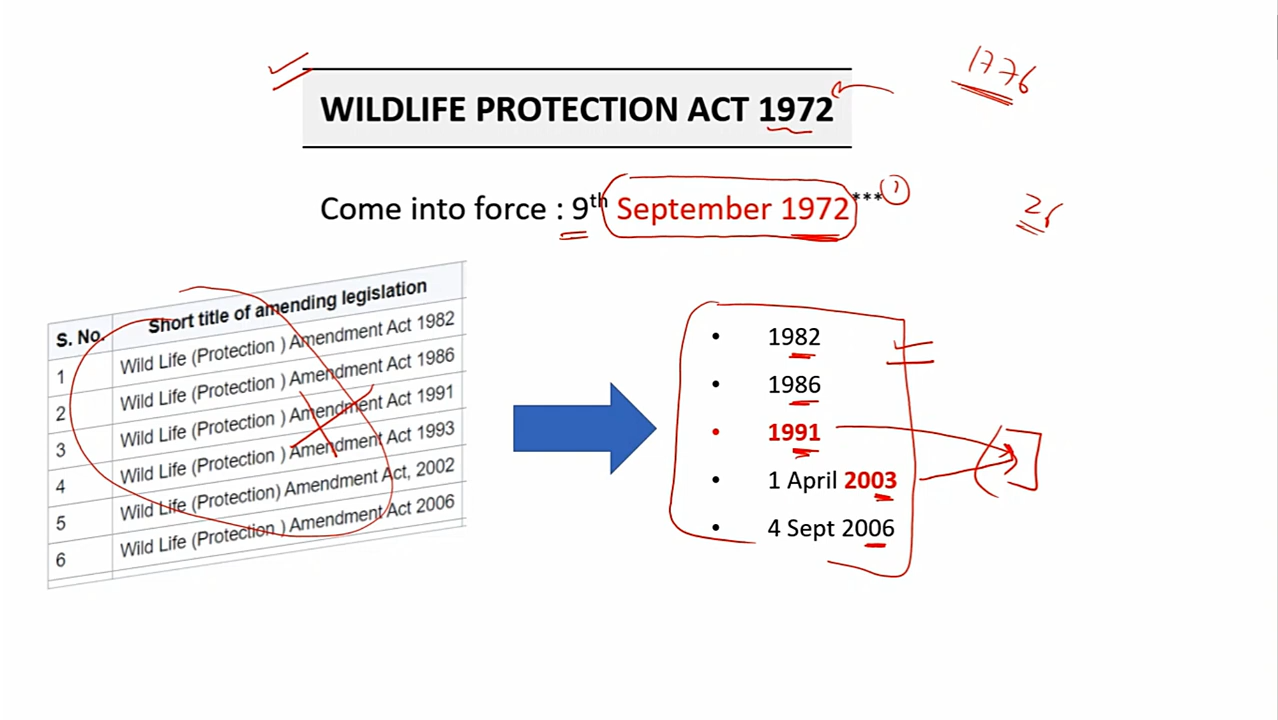 WILDLIFE PROTECTION ACT 1972
1776
Come into force : 9th September 1972***
S. No. Short title of amending legislation
1 Wild Life (Protection ) Amendment Act 1982
2 Wild Life (Protection ) Amendment Act 1986
3 Wild Life (Protection ) Amendment Act 1991
4 Wild Life (Protection ) Amendment Act 1993
5 Wild Life (Protection) Amendment Act, 2002
6 Wild Life (Protection ) Amendment Act 2006
• 1982
• 1986
• 1991
• 1 April 2003
• 4 Sept 2006